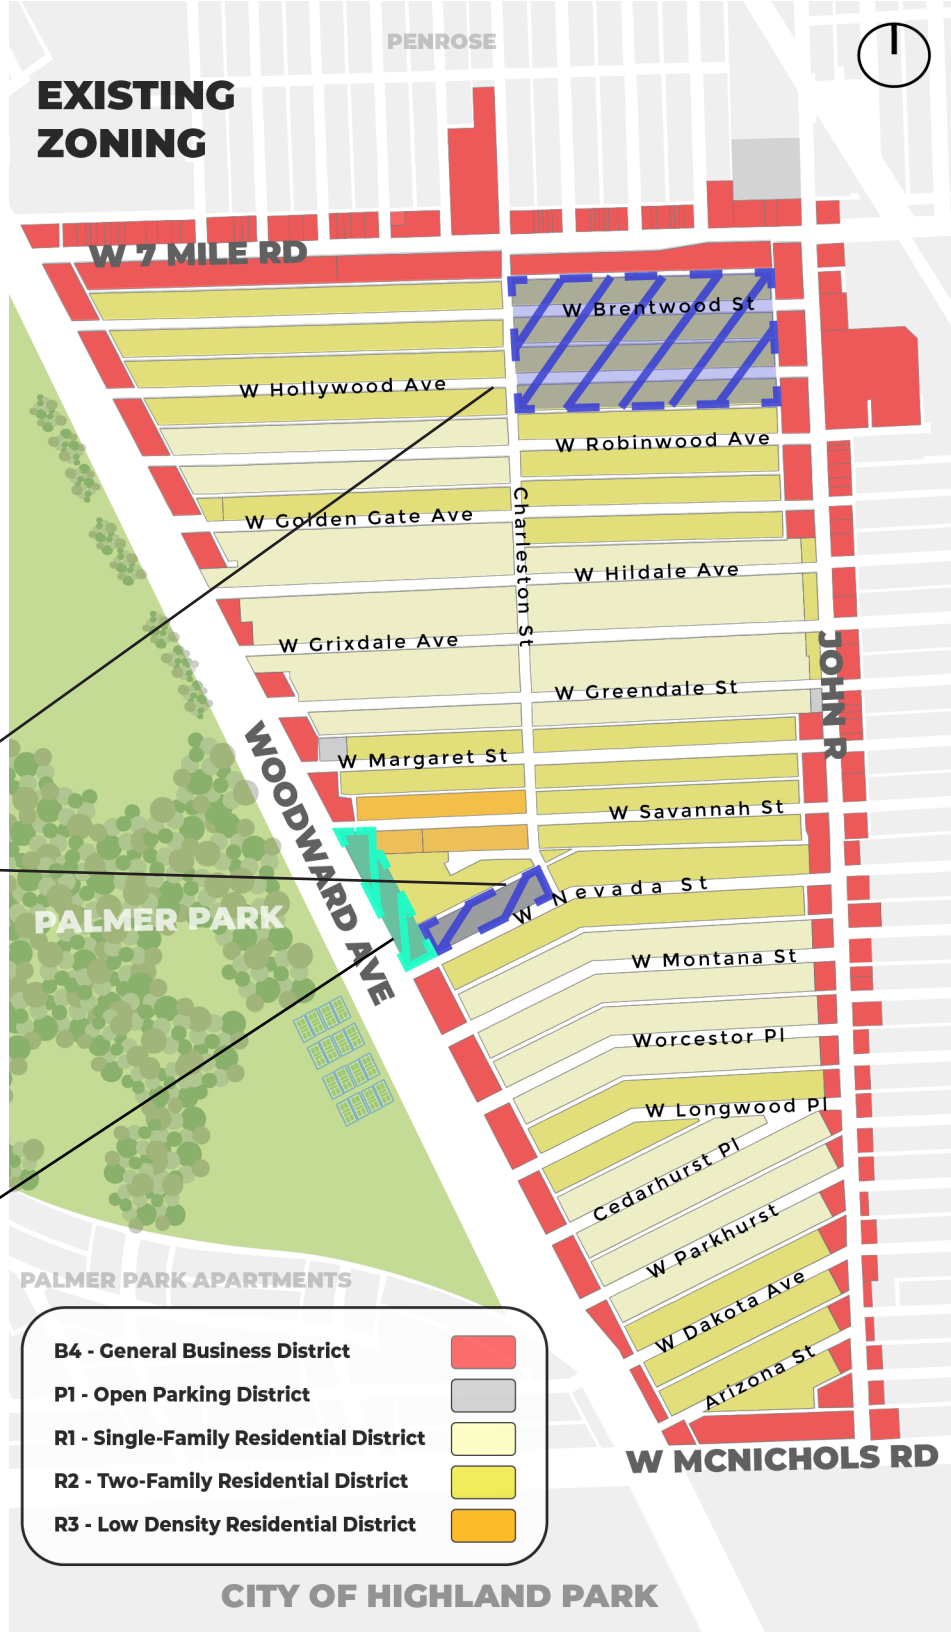 PENROSE
EXISTING
ZONING
W 7 MILE RD
W Brentwood St
W Hollywood Ave
W Robinwood Ave
Charleston St
W Golden Gate Ave
W Hildale Ave
W Grixdale Ave
JOHN R
W Greendale St
WOODWARD AVE
W Margaret St
W Savannah St
W Nevada St
PALMER PARK
W Montana St
Worcestor Pl
W Longwood Pl
Cedarhurst Pl
W Parkhurst
PALMER PARK APARTMENTS
W Dakota Ave
Arizona St
B4 - General Business District
P1 - Open Parking District
R1 - Single-Family Residential District
R2 - Two-Family Residential District
R3 - Low Density Residential District
W MCNICHOLS RD
CITY OF HIGHLAND PARK